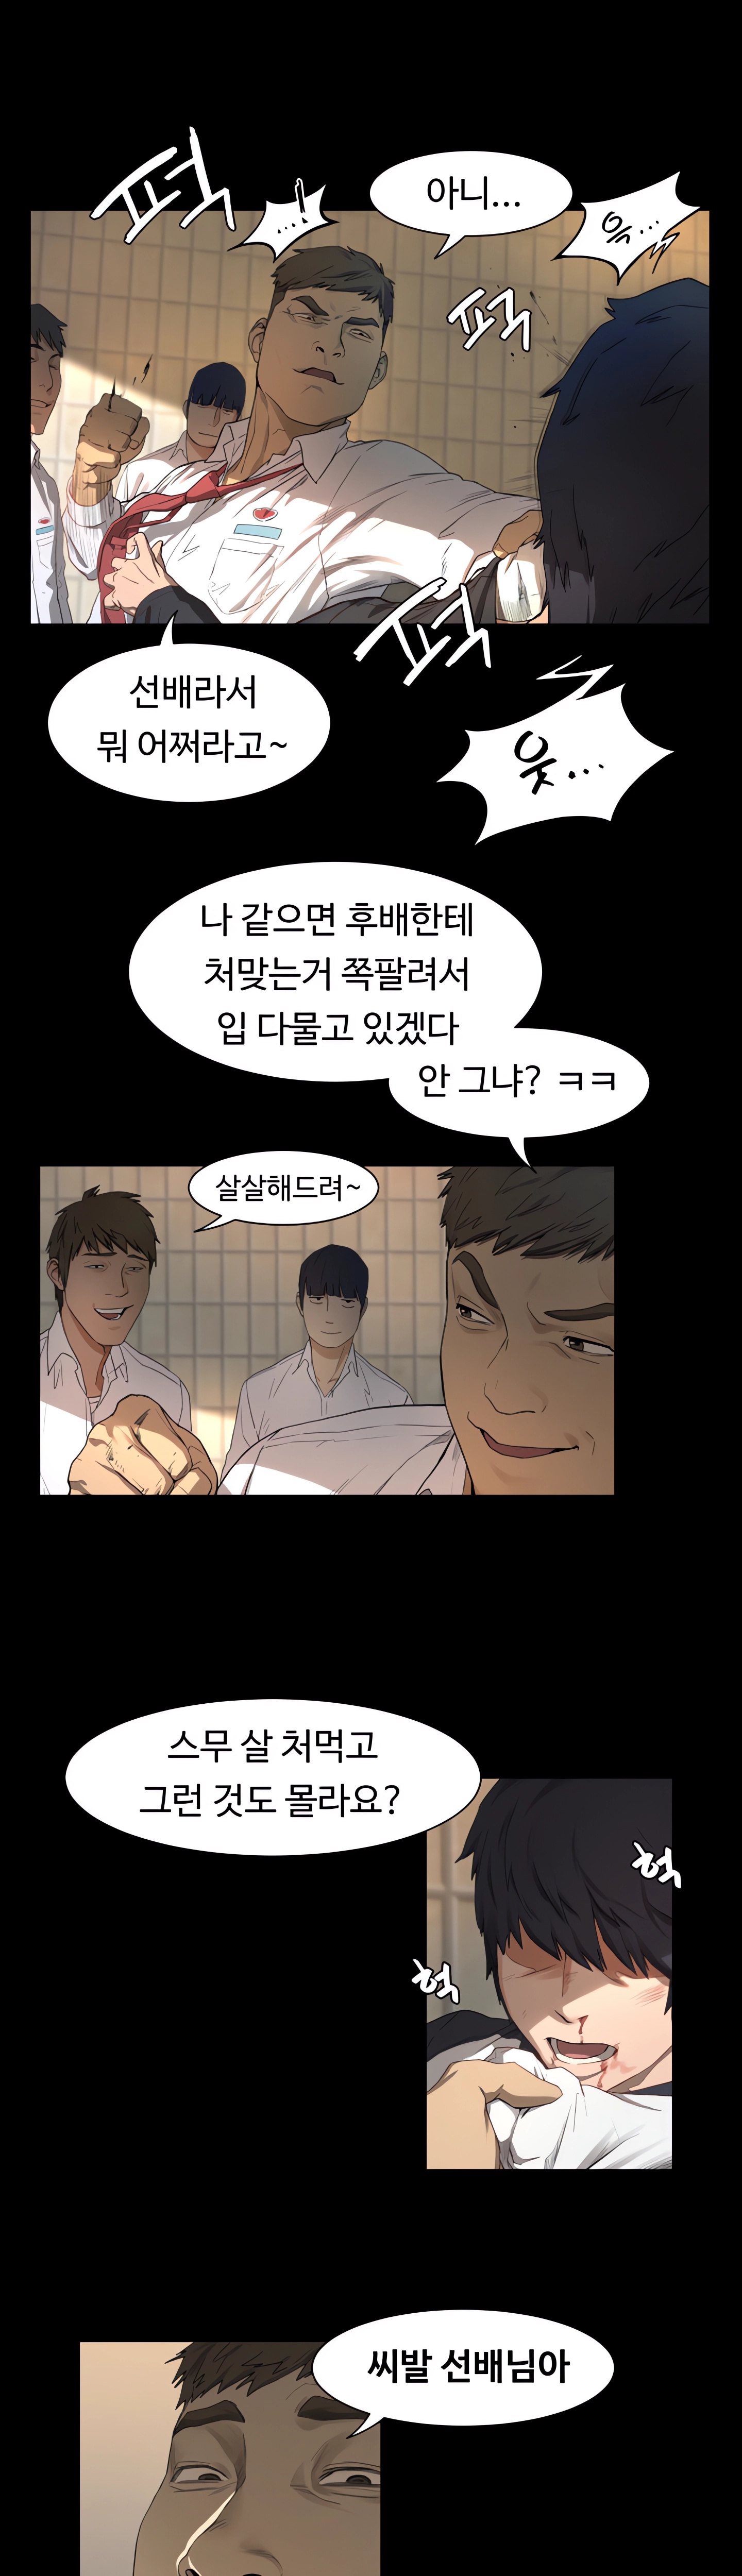 퍽
...!
아니...
윽...
퍽
선배라서
뭐 어쩌라고~
퍽
읏...
나 같으면 후배한테
처맞는거 쪽팔려서
입 다물고 있겠다
안 그냐? ㅋㅋ
살살해드려~
스무 살 처먹고
그런 것도 몰라요?
헉
헉
씨발 선배님아